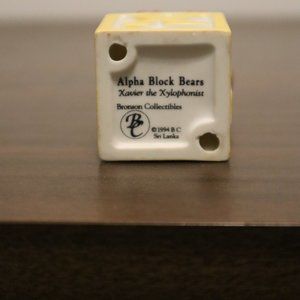 Alpha Block Bears
Xavier the Xylophonist
Bronson Collectibles
BC
©1994 B C
Sri Lanka